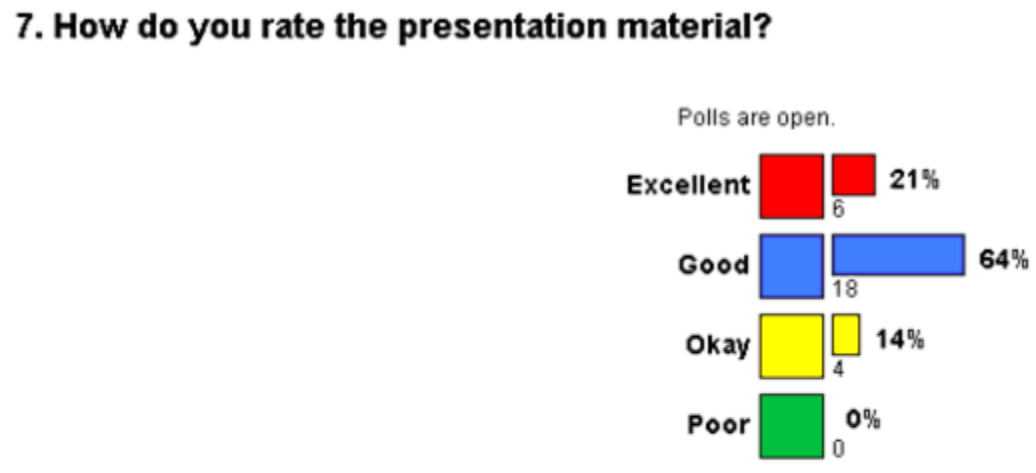 7. How do you rate the presentation material?
Polls are open.
Excellent 21%
6
Good 64%
18
Okay 14%
4
Poor 0%
0